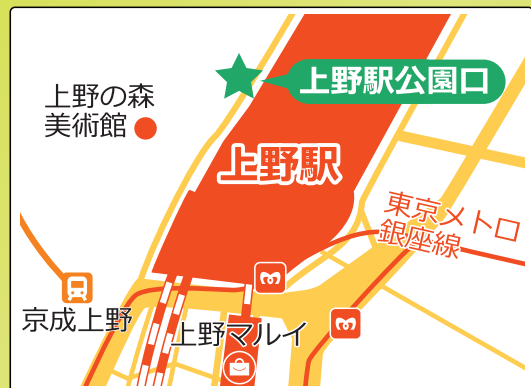 上野駅公園口
上野の森
美術館
上野駅
東京メトロ
銀座線
京成上野
上野マルイ